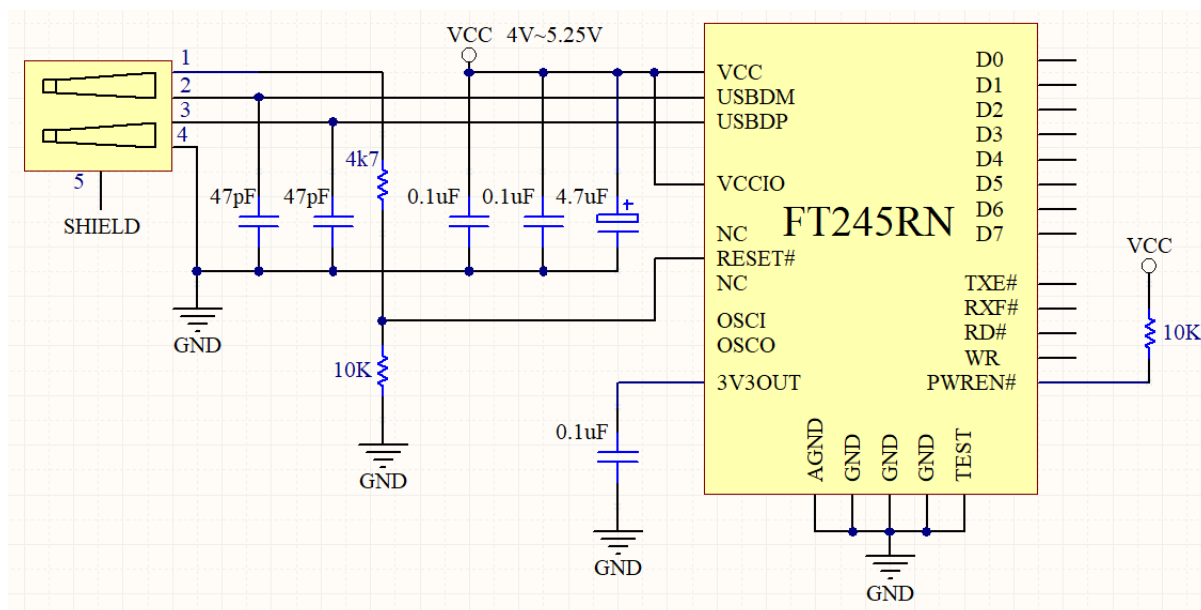 VCC 4V~5.25V
1
2
3
4
5
SHIELD
47pF
47pF
4k7
0.1uF
0.1uF
4.7uF
+
GND
10K
GND
0.1uF
GND
FT245RN
VCC
USBDM
USBDP
VCCIO
NC
RESET#
NC
OSCI
OSCO
3V3OUT
D0
D1
D2
D3
D4
D5
D6
D7
TXE#
RXF#
RD#
WR
PWREN#
AGND
GND
GND
GND
TEST
GND
VCC
10K